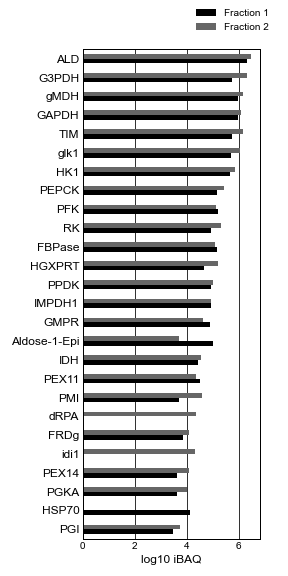 Fraction 1
Fraction 2
ALD
G3PDH
gMDH
GAPDH
TIM
glk1
HK1
PEPCK
PFK
RK
FBPase
HGXPRT
PPDK
IMPDH1
GMPR
Aldose-1-Epi
IDH
PEX11
PMI
dRPA
FRDg
idi1
PEX14
PGKA
HSP70
PGI
0 2 4 6
log10 iBAQ